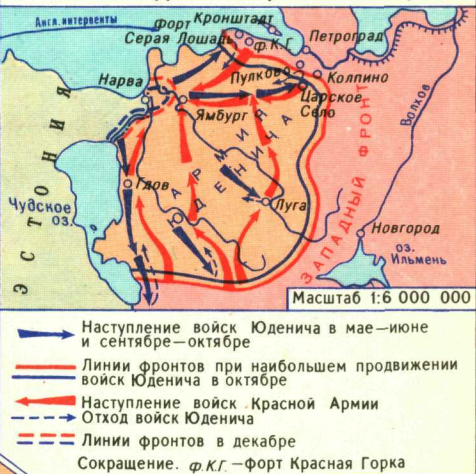 Англ. интервенты
Форт
Серая Лошадь
Кронштадт
ф.К.Г.
Петроград
Нарва
Пулково
Колпино
Ямбург
Царское
Село
Волхов
ЭСТОНИЯ
АРМИЯ
ЮДЕНИЧА
ЗАПАДНЫЙ ФРОНТ
Гдов
Чудское
оз.
Луга
Новгород
оз.
Ильмень
Масштаб 1:6 000 000
Наступление войск Юденича в мае—июне
и сентябре—октябре
Линии фронтов при наибольшем продвижении
войск Юденича в октябре
Наступление войск Красной Армии
Отход войск Юденича
Линии фронтов в декабре
Сокращение. ф.К.Г.—форт Красная Горка